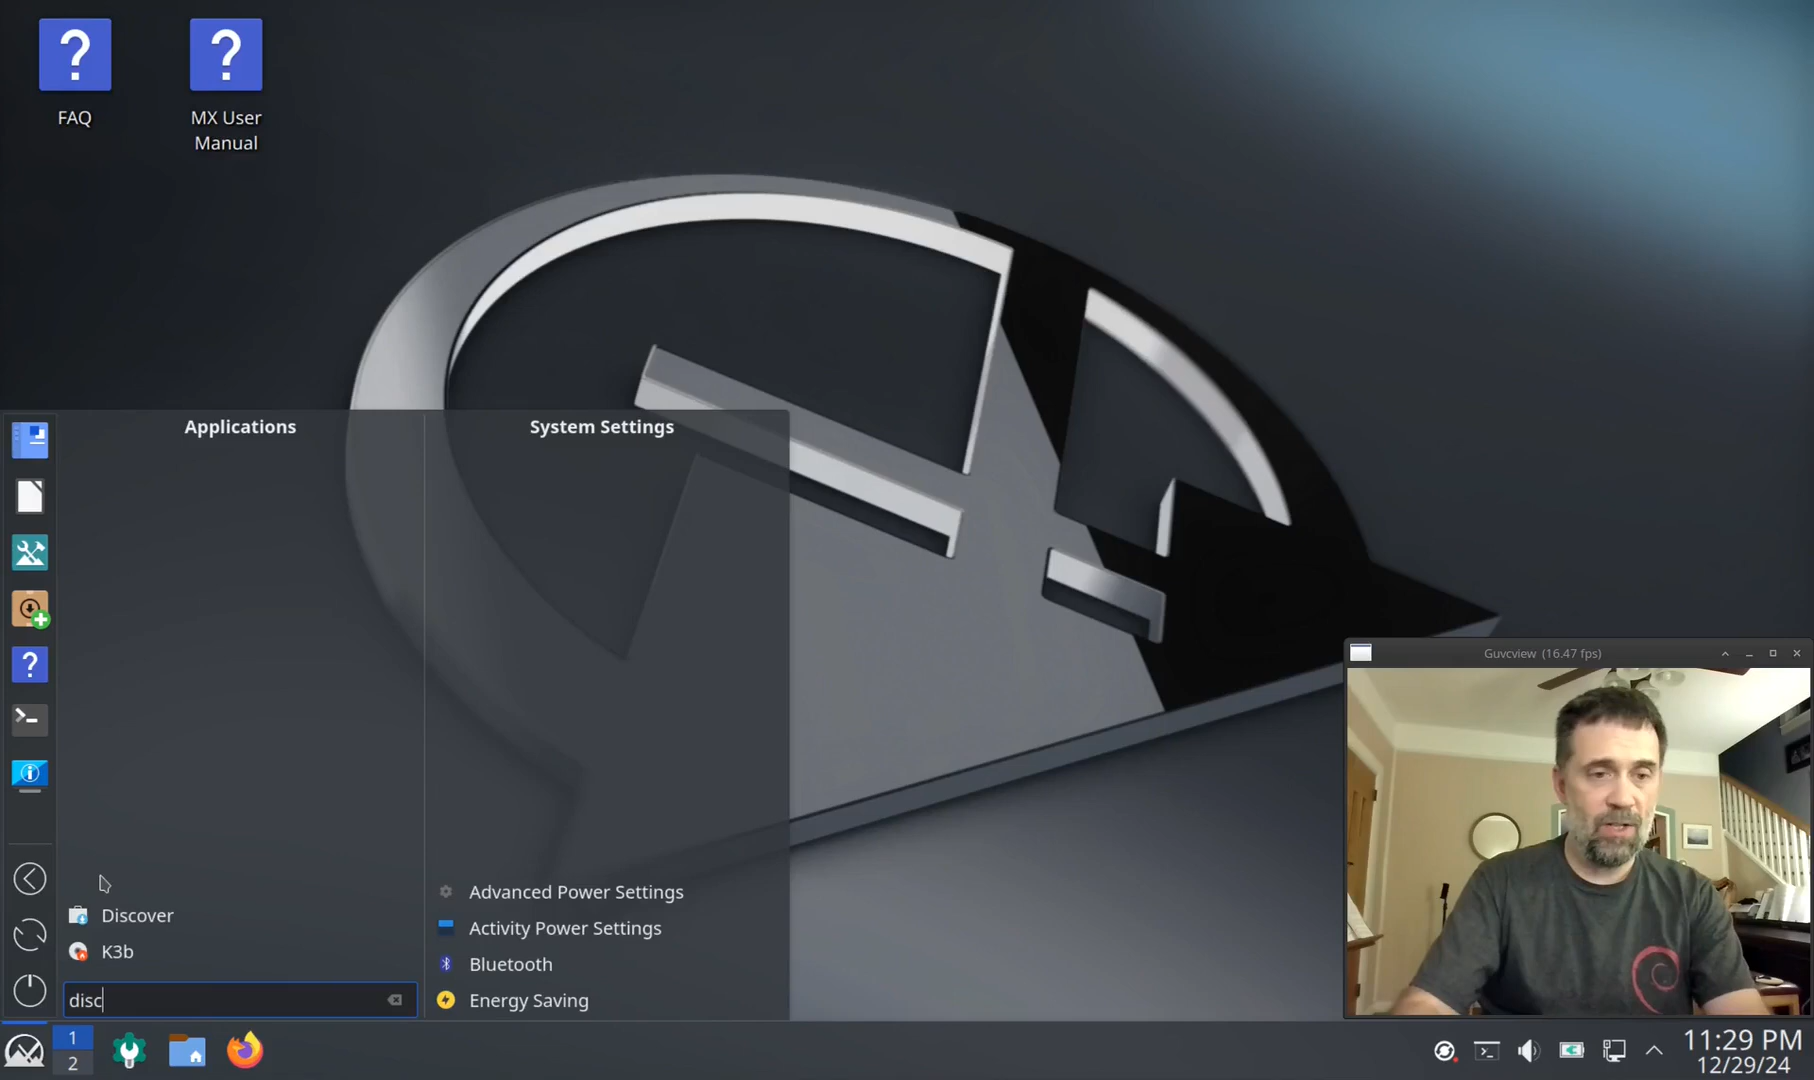 FAQ
MX User
Manual
Applications
System Settings
Advanced Power Settings
Discover
Activity Power Settings
K3b
Bluetooth
disc
Energy Saving
Guvcview (16.47 fps)
1
2
11:29 PM
12/29/24